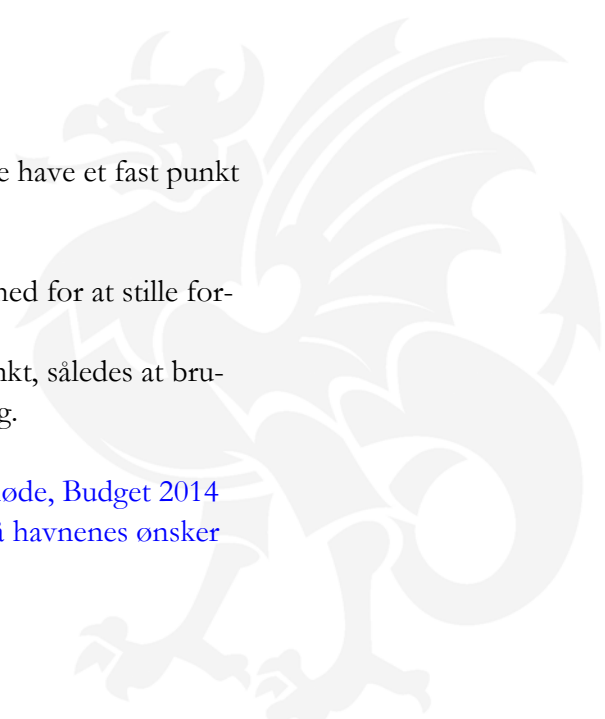 e have et fast punkt
ned for at stille for-
nkt, således at bru-
g.
øde, Budget 2014
å havnenes ønsker